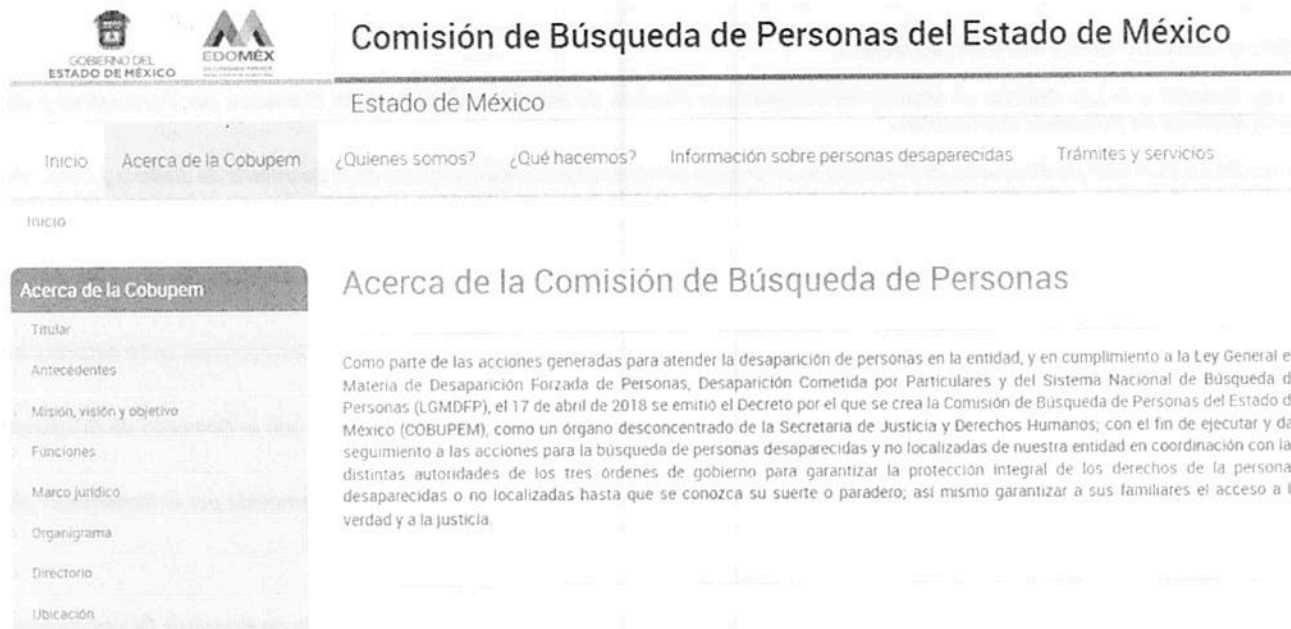 GOBIERNO DEL
ESTADO DE MÉXICO
EDOMÉX
Comisión de Búsqueda de Personas del Estado de México
Estado de México
Inicio Acerca de la Cobupem ¿Quienes somos? ¿Qué hacemos? Información sobre personas desaparecidas Trámites y servicios
Inicio
Acerca de la Cobupem
Titular
Antecedentes
Misión, visión y objetivo
Funciones
Marco jurídico
Organigrama
Directorio
Ubicación
Acerca de la Comisión de Búsqueda de Personas
Como parte de las acciones generadas para atender la desaparición de personas en la entidad, y en cumplimiento a la Ley General e
Materia de Desaparición Forzada de Personas, Desaparición Cometida por Particulares y del Sistema Nacional de Búsqueda d
Personas (LGMDFP), el 17 de abril de 2018 se emitió el Decreto por el que se crea la Comisión de Búsqueda de Personas del Estado d
México (COBUPEM), como un órgano desconcentrado de la Secretaria de Justicia y Derechos Humanos; con el fin de ejecutar y da
seguimiento a las acciones para la búsqueda de personas desaparecidas y no localizadas de nuestra entidad en coordinación con la
distintas autoridades de los tres órdenes de gobierno para garantizar la protección integral de los derechos de la persona
desaparecidas o no localizadas hasta que se conozca su suerte o paradero; así mismo garantizar a sus familiares el acceso a l
verdad y a la justicia.